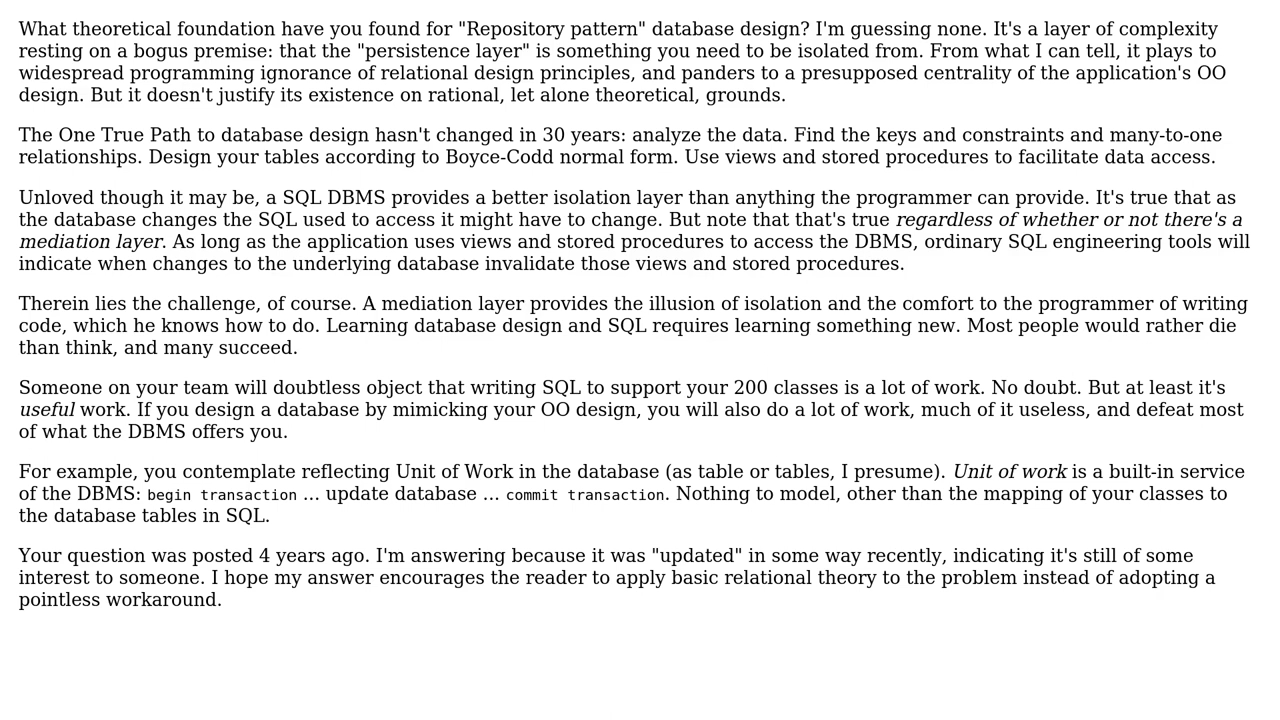 What theoretical foundation have you found for "Repository pattern" database design? I'm guessing none. It's a layer of complexity
resting on a bogus premise: that the "persistence layer" is something you need to be isolated from. From what I can tell, it plays to
widespread programming ignorance of relational design principles, and panders to a presupposed centrality of the application's OO
design. But it doesn't justify its existence on rational, let alone theoretical, grounds.
The One True Path to database design hasn't changed in 30 years: analyze the data. Find the keys and constraints and many-to-one
relationships. Design your tables according to Boyce-Codd normal form. Use views and stored procedures to facilitate data access.
Unloved though it may be, a SQL DBMS provides a better isolation layer than anything the programmer can provide. It's true that as
the database changes the SQL used to access it might have to change. But note that that's true regardless of whether or not there's a
mediation layer. As long as the application uses views and stored procedures to access the DBMS, ordinary SQL engineering tools will
indicate when changes to the underlying database invalidate those views and stored procedures.
Therein lies the challenge, of course. A mediation layer provides the illusion of isolation and the comfort to the programmer of writing
code, which he knows how to do. Learning database design and SQL requires learning something new. Most people would rather die
than think, and many succeed.
Someone on your team will doubtless object that writing SQL to support your 200 classes is a lot of work. No doubt. But at least it's
useful work. If you design a database by mimicking your OO design, you will also do a lot of work, much of it useless, and defeat most
of what the DBMS offers you.
For example, you contemplate reflecting Unit of Work in the database (as table or tables, I presume). Unit of work is a built-in service
of the DBMS: begin transaction ... update database ... commit transaction. Nothing to model, other than the mapping of your classes to
the database tables in SQL.
Your question was posted 4 years ago. I'm answering because it was "updated" in some way recently, indicating it's still of some
interest to someone. I hope my answer encourages the reader to apply basic relational theory to the problem instead of adopting a
pointless workaround.